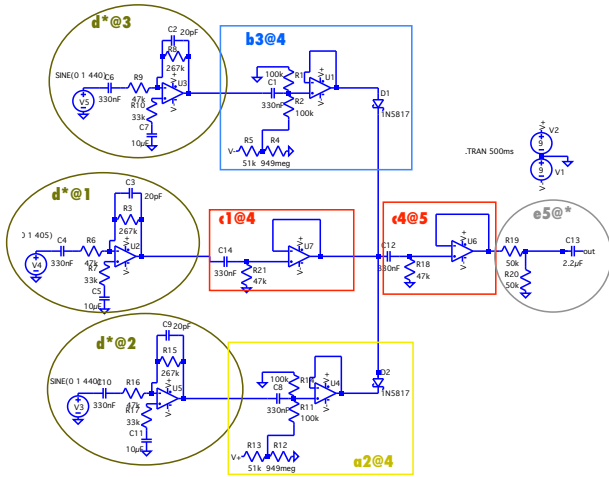 d*@3
C2
20pF
R8
267k
SINE(0 1 440)
C6
330nF
R9
47k
R10
33k
C7
10µF
V5
U3
V+
V-
b3@4
100k
R1
C1
330nF
R2
100k
U1
V+
V-
V-
R5
51k
R4
949meg
D1
1N5817
.TRAN 500ms
V+
V2
9
9
V1
V-
d*@1
C3
20pF
R3
267k
0 1 405)
C4
330nF
R6
47k
R7
33k
C5
10µF
V4
U2
V+
V-
c1@4
C14
330nF
R21
47k
U7
V+
V-
c4@5
C12
330nF
R18
47k
U6
V+
V-
e5@*
R19
50k
R20
50k
C13
2.2µF
out
d*@2
C9
20pF
R15
267k
SINE(0 1 440)
C10
330nF
R16
47k
R17
33k
C11
10µF
V3
U5
V+
V-
100k
R14
C8
330nF
R11
100k
U4
V+
V-
V+
R13
51k
R12
949meg
D2
1N5817
a2@4